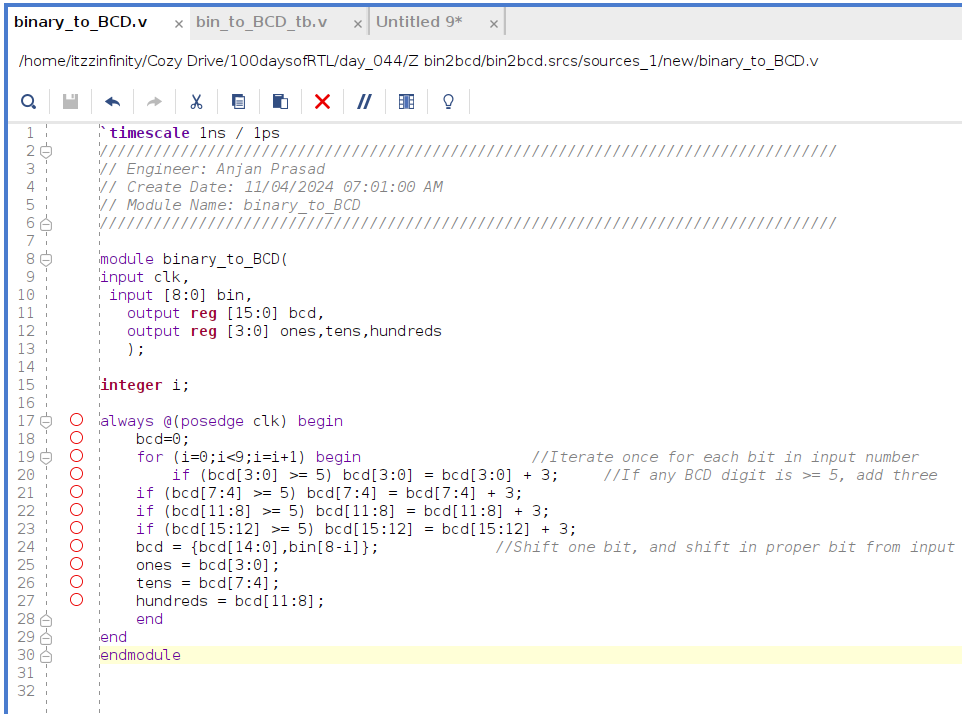 binary_to_BCD.v × bin_to_BCD_tb.v × Untitled 9* ×
/home/itzzinfinity/Cozy Drive/100daysofRTL/day_044/Z bin2bcd/bin2bcd.srcs/sources_1/new/binary_to_BCD.v
1 `timescale 1ns / 1ps
2 //////////////////////////////////////////////////////////////////////////////////
3 // Engineer: Anjan Prasad
4 // Create Date: 11/04/2024 07:01:00 AM
5 // Module Name: binary_to_BCD
6 //////////////////////////////////////////////////////////////////////////////////
7
8 module binary_to_BCD(
9 input clk,
10  input [8:0] bin,
11    output reg [15:0] bcd,
12    output reg [3:0] ones,tens,hundreds
13    );
14
15 integer i;
16
17 always @(posedge clk) begin
18     bcd=0;
19     for (i=0;i<9;i=i+1) begin                   //Iterate once for each bit in input number
20         if (bcd[3:0] >= 5) bcd[3:0] = bcd[3:0] + 3;     //If any BCD digit is >= 5, add three
21     if (bcd[7:4] >= 5) bcd[7:4] = bcd[7:4] + 3;
22     if (bcd[11:8] >= 5) bcd[11:8] = bcd[11:8] + 3;
23     if (bcd[15:12] >= 5) bcd[15:12] = bcd[15:12] + 3;
24     bcd = {bcd[14:0],bin[8-i]};             //Shift one bit, and shift in proper bit from input
25     ones = bcd[3:0];
26     tens = bcd[7:4];
27     hundreds = bcd[11:8];
28     end
29 end
30 endmodule
31
32